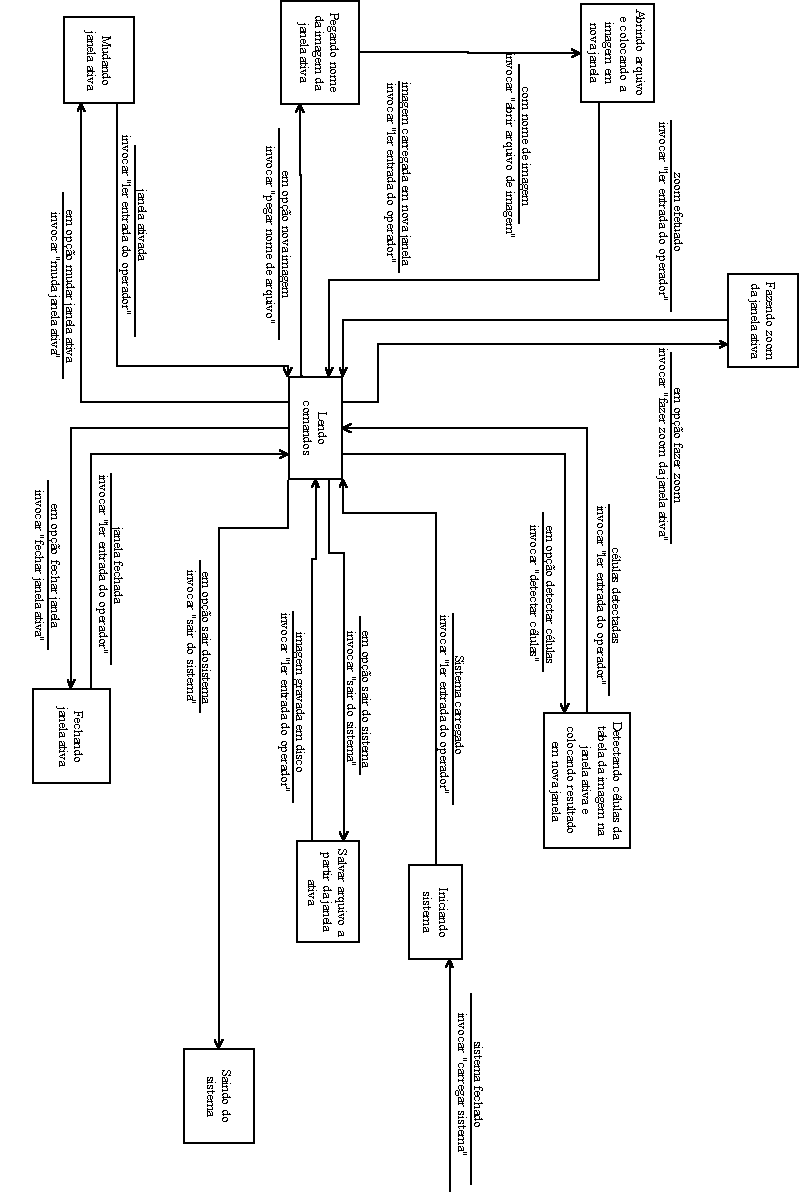 sistema fechado
invocar "carregar sistema"
Iniciando
sistema
Sistema carregado
invocar "ler entrada do operador"
Lendo
comandos
zoom efetuado
invocar "ler entrada do operador"
Fazendo zoom
da janela ativa
em opção fazer zoom
invocar "fazer zoom da janela ativa"
Abrindo arquivo
e colocando a
imagem em
nova janela
com nome de imagem
invocar "abrir arquivo de imagem"
imagem carregada em nova janela
invocar "ler entrada do operador"
Pegando nome
da imagem da
janela ativa
em opção nova imagem
invocar "pegar nome de arquivo"
Mudando
janela ativa
janela ativada
invocar "ler entrada do operador"
em opção mudar janela ativa
invocar "muda janela ativa"
células detectadas
invocar "ler entrada do operador"
em opção detectar células
invocar "detectar células"
Detectando células da
tabela da imagem na
janela ativa e
colocando resultado
em nova janela
em opção sair do sistema
invocar "sair do sistema"
imagem gravada em disco
invocar "ler entrada do operador"
Salvar arquivo a
partir da janela
ativa
em opção sair do sistema
invocar "sair do sistema"
Saindo do
sistema
janela fechada
invocar "ler entrada do operador"
em opção fechar janela
invocar "fechar janela ativa"
Fechando
janela ativa